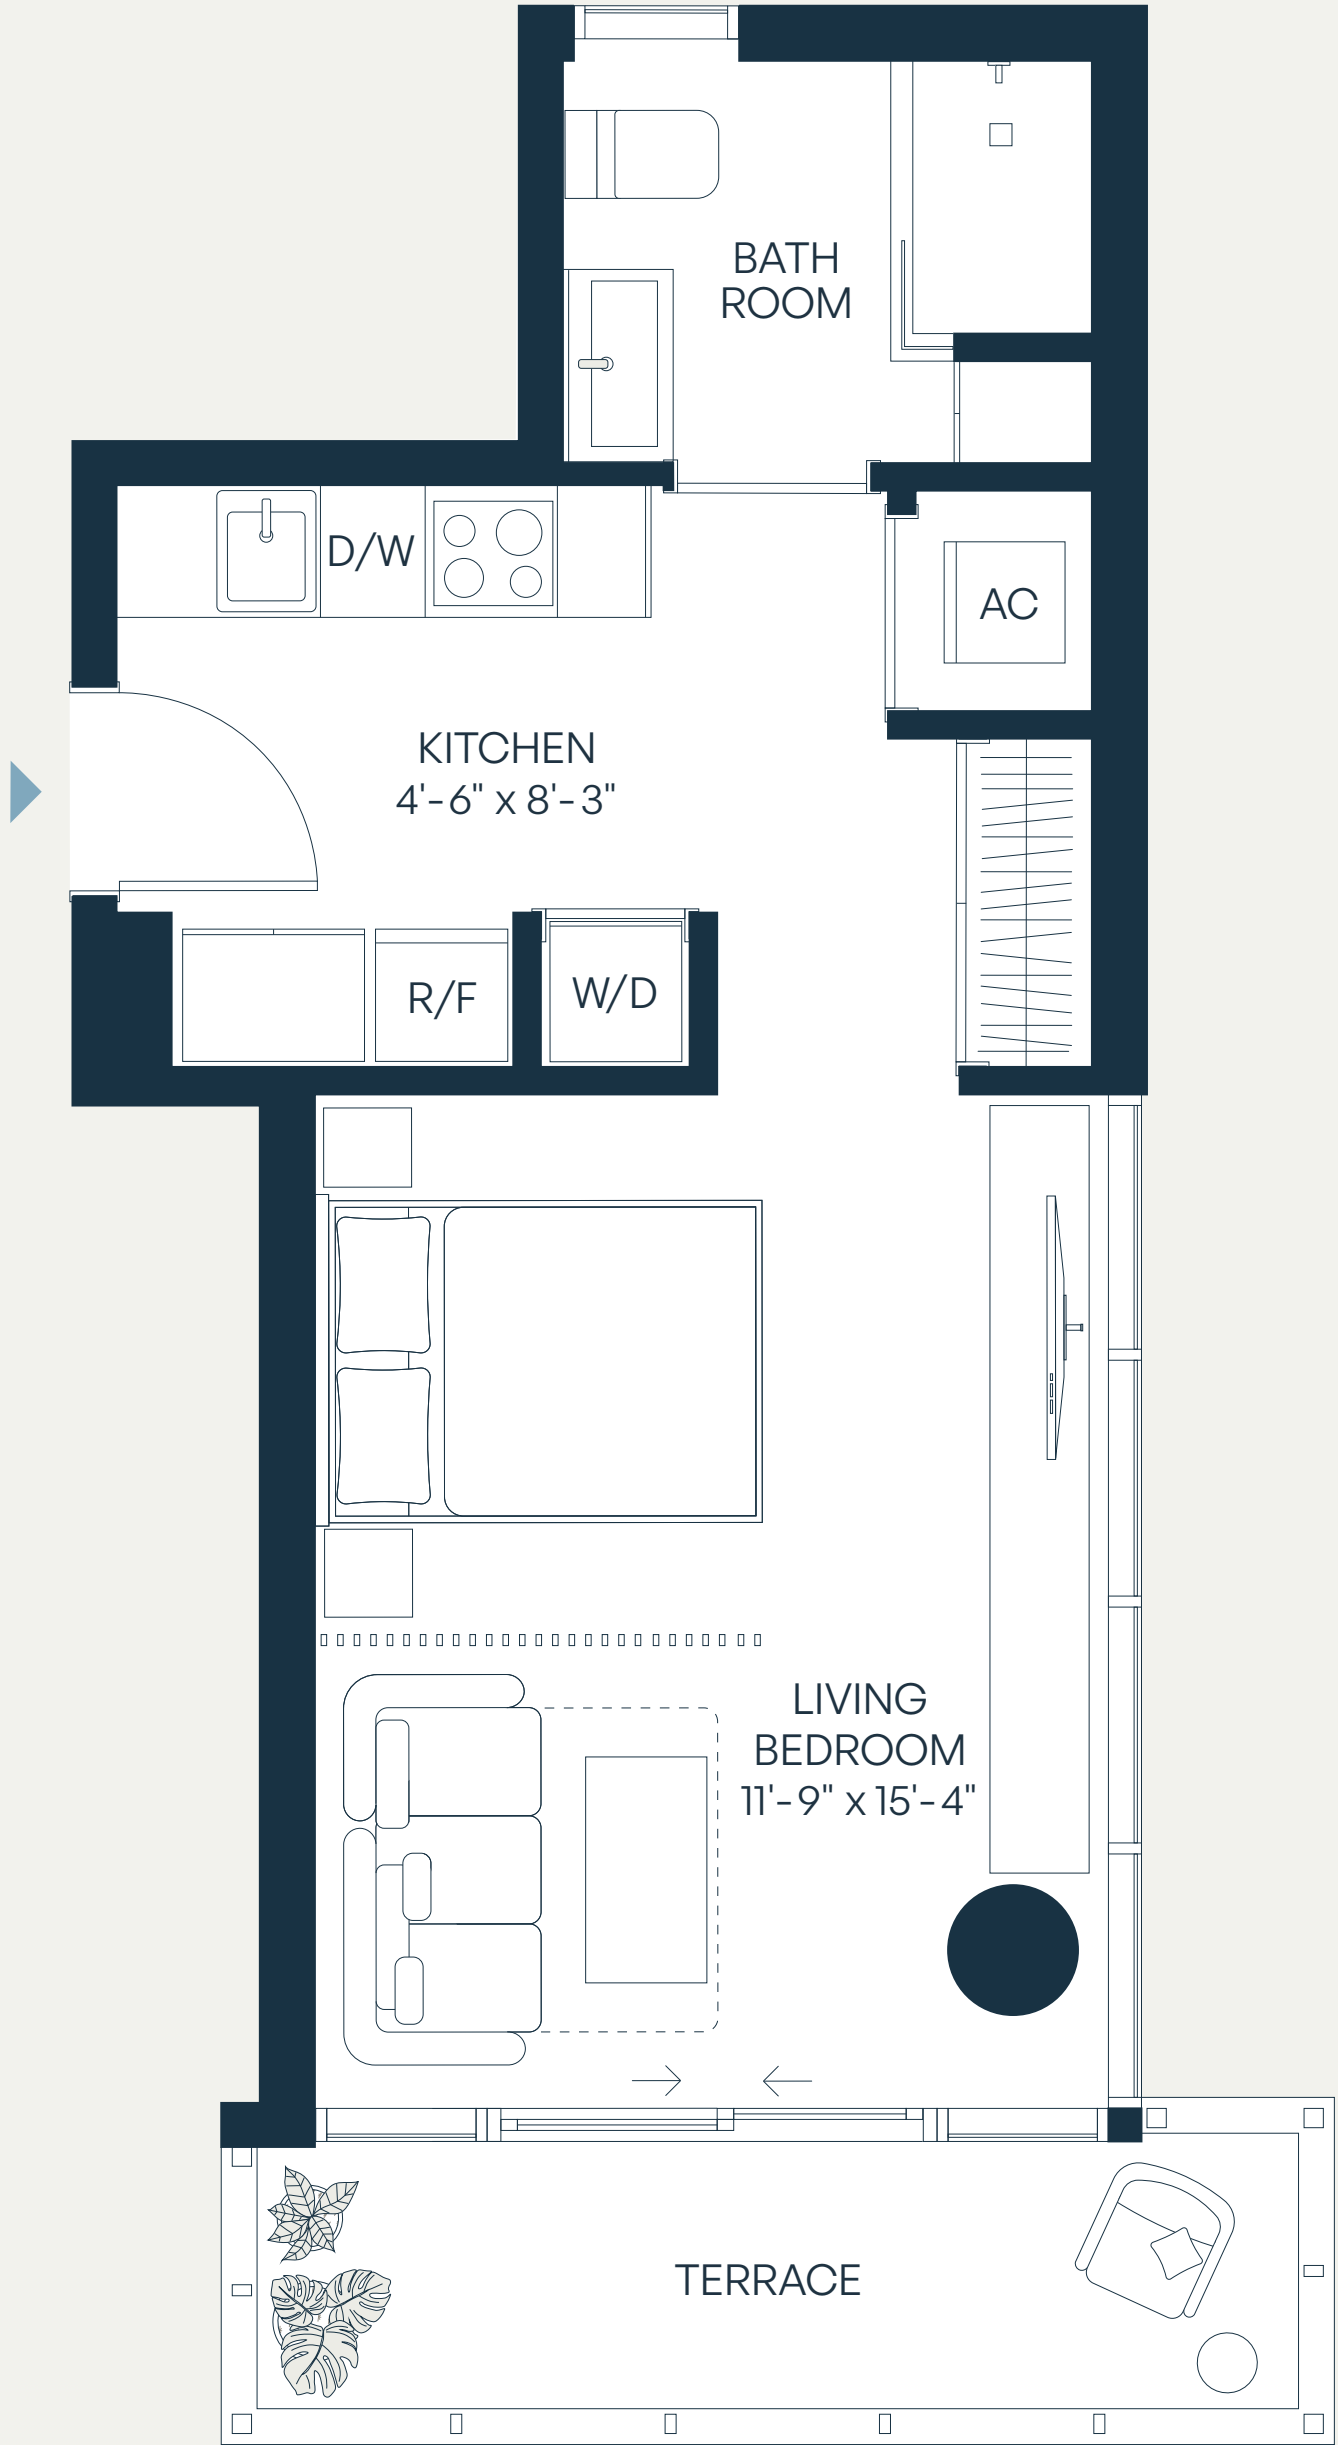 BATH
ROOM
D/W
AC
KITCHEN
4'-6" x 8'-3"
R/F
W/D
LIVING
BEDROOM
11'-9" x 15'-4"
TERRACE